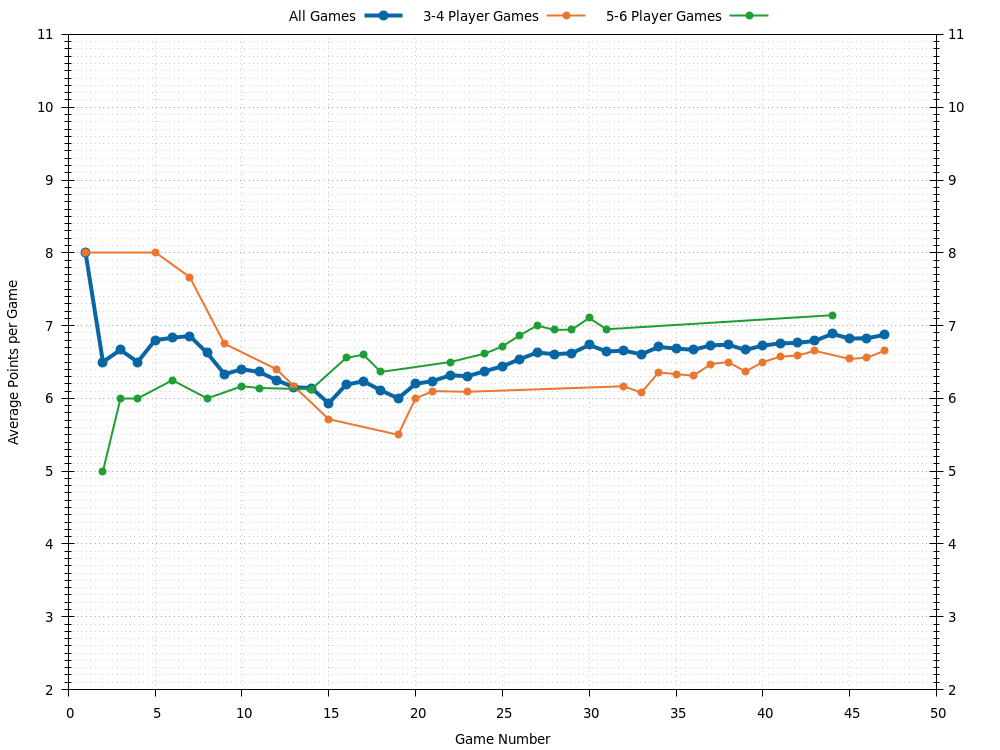 All Games 3-4 Player Games 5-6 Player Games
11 11
10 10
9 9
8 8
7 7
6 6
5 5
4 4
3 3
2 2
Average Points per Game
0 5 10 15 20 25 30 35 40 45 50
Game Number